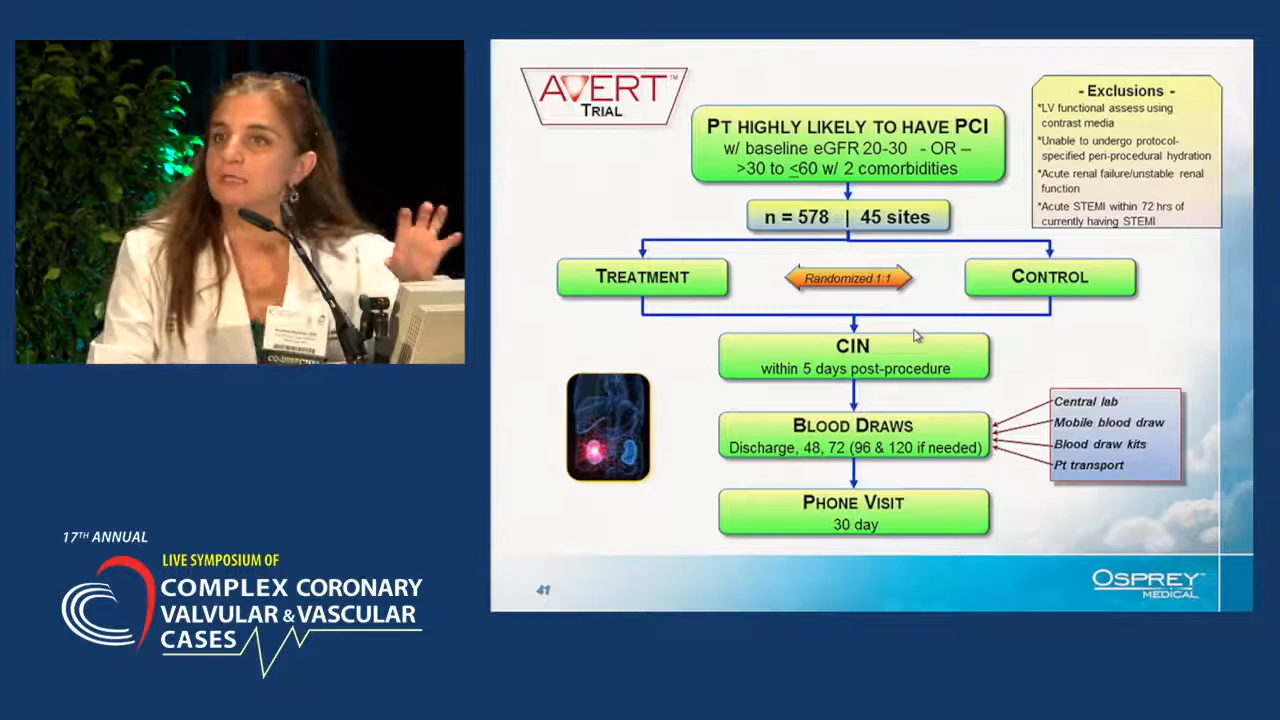 AVERT™
TRIAL
PT HIGHLY LIKELY TO HAVE PCI
w/ baseline eGFR 20-30 - OR –
>30 to ≤60 w/ 2 comorbidities
- Exclusions -
*LV functional assess using
contrast media
*Unable to undergo protocol-
specified peri-procedural hydration
*Acute renal failure/unstable renal
function
*Acute STEMI within 72 hrs of
currently having STEMI
n = 578 | 45 sites
TREATMENT
Randomized 1:1
CONTROL
CIN
within 5 days post-procedure
BLOOD DRAWS
Discharge, 48, 72 (96 & 120 if needed)
Central lab
Mobile blood draw
Blood draw kits
Pt transport
PHONE VISIT
30 day
41
OSPREY™
MEDICAL
CO-DIRECTOR
17TH ANNUAL
LIVE SYMPOSIUM OF
COMPLEX CORONARY
VALVULAR & VASCULAR
CASES